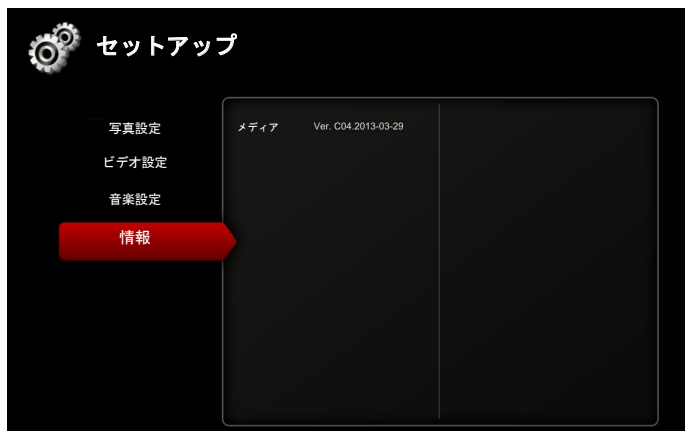 セットアップ
写真設定
メディア Ver. C04.2013-03-29
ビデオ設定
音楽設定
情報